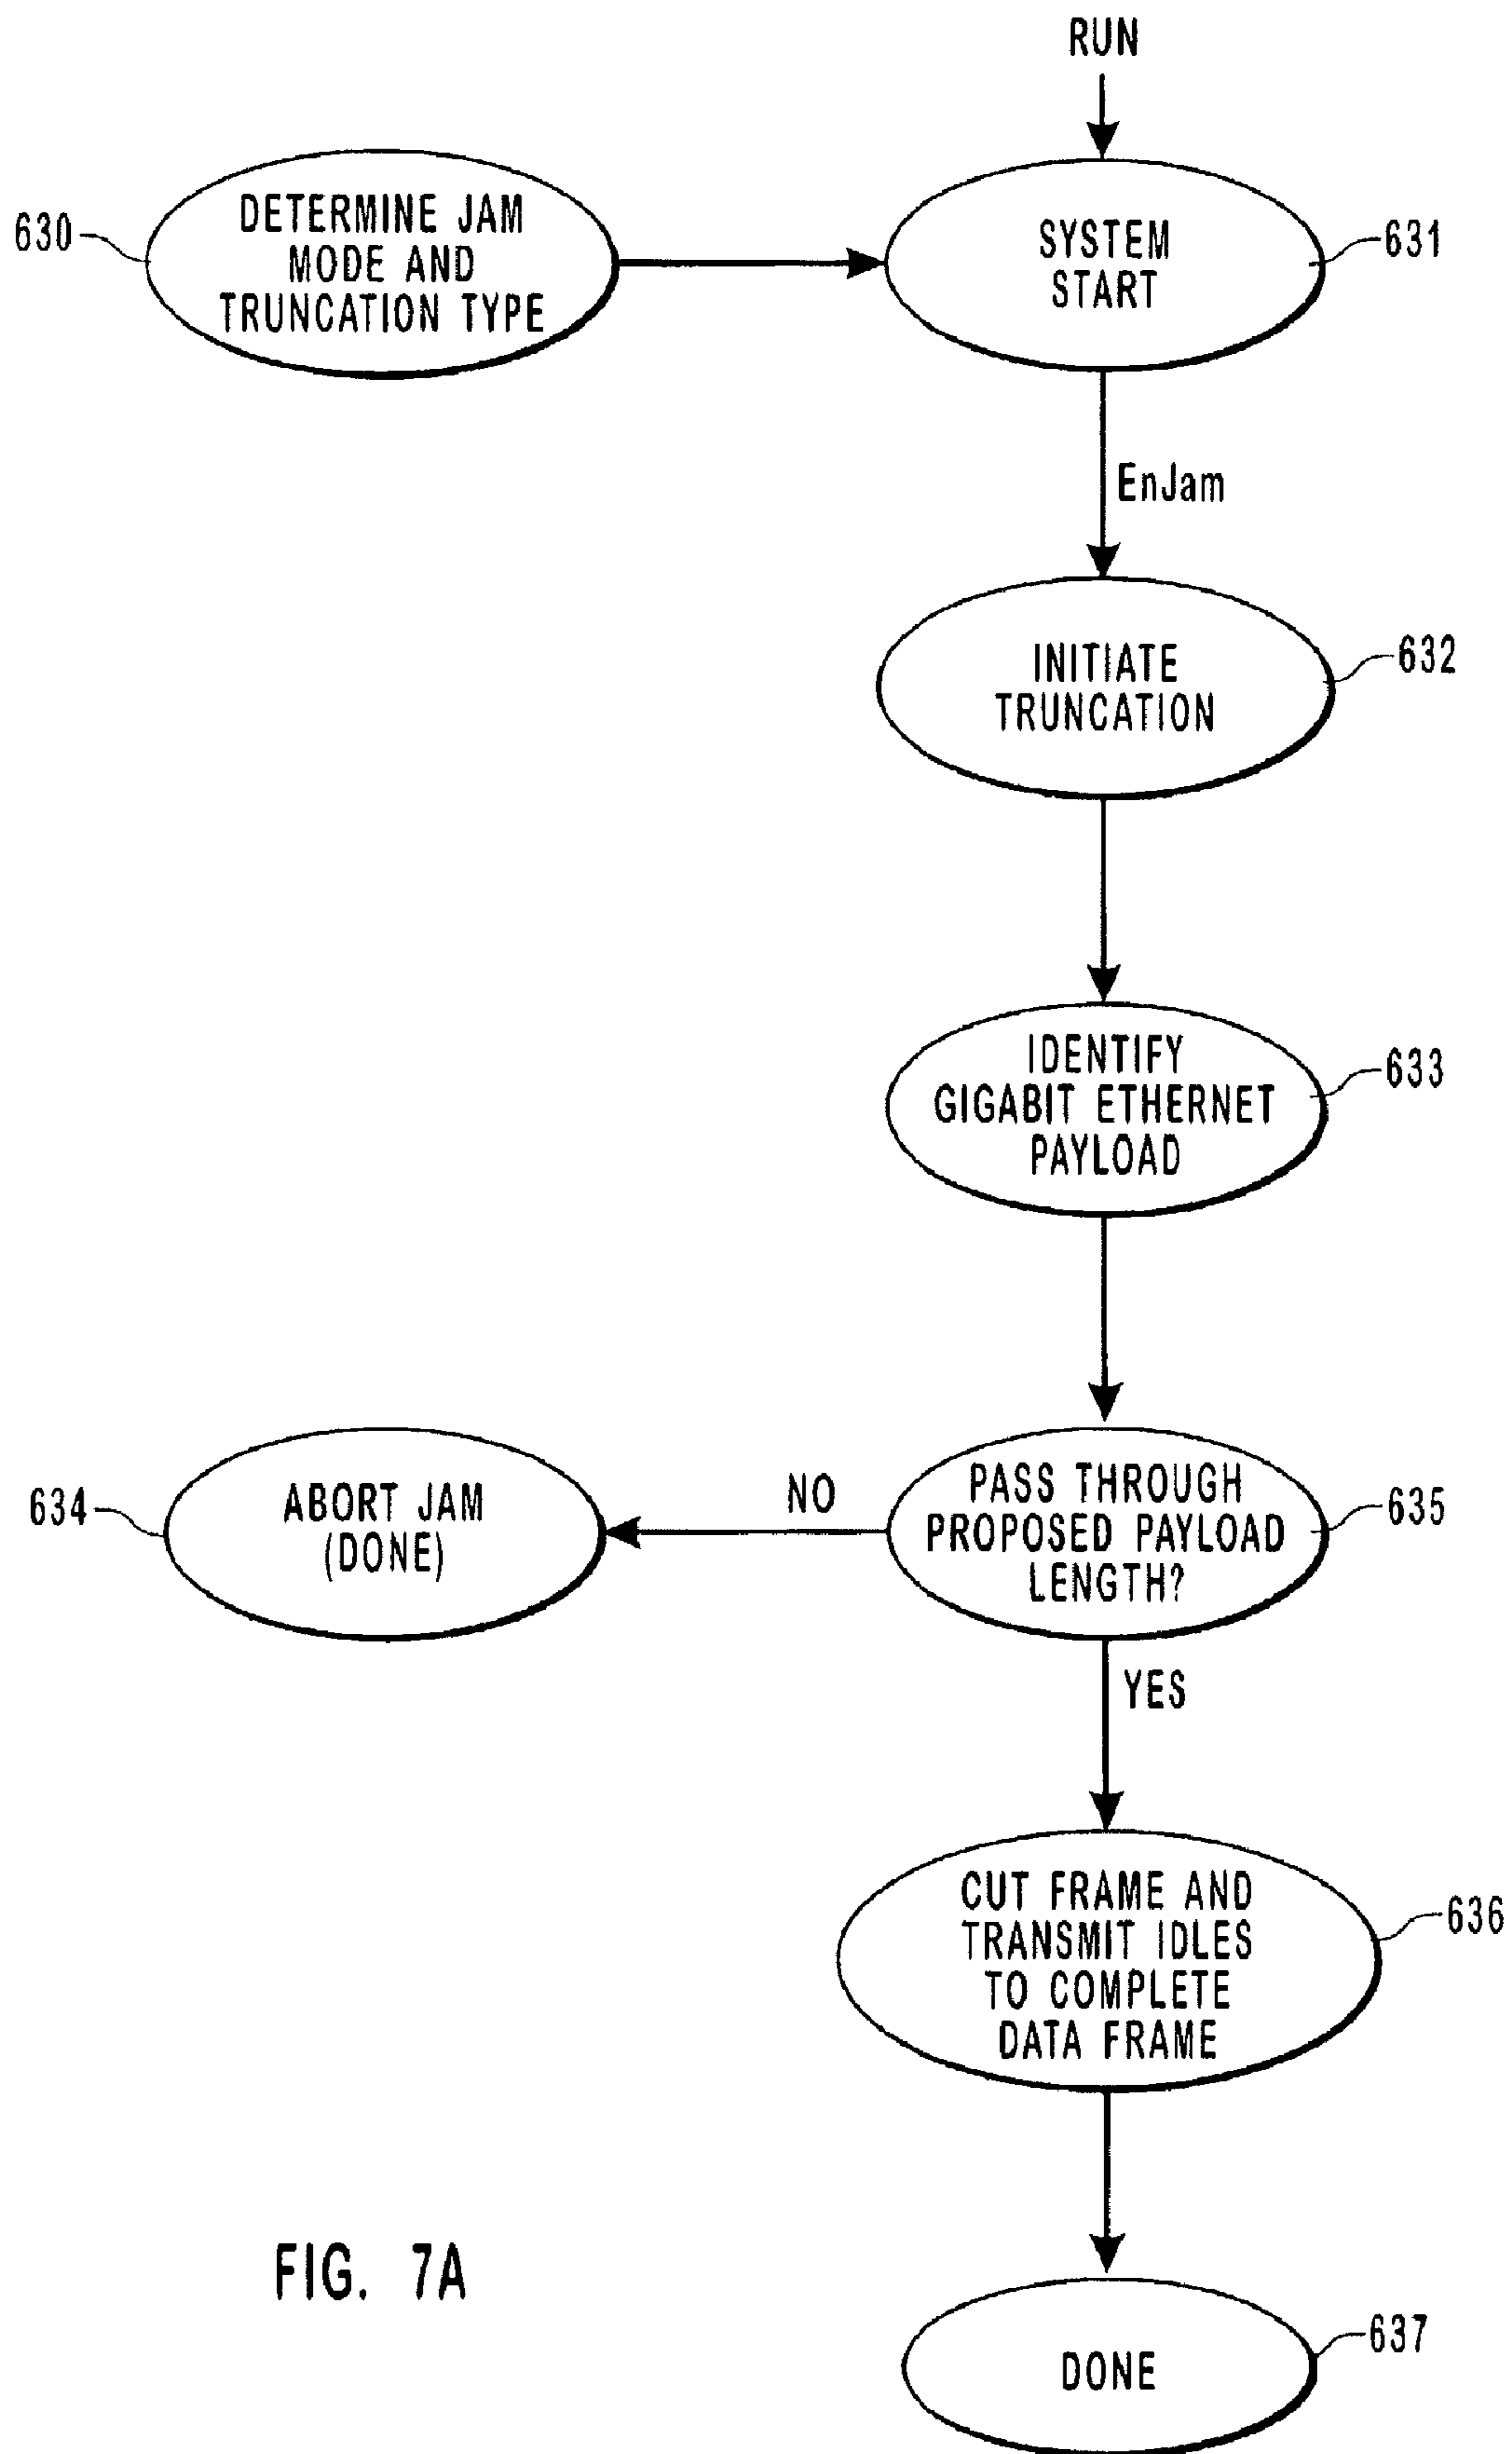 RUN
630
DETERMINE JAM
MODE AND
TRUNCATION TYPE
SYSTEM
START
631
EnJam
INITIATE
TRUNCATION
632
IDENTIFY
GIGABIT ETHERNET
PAYLOAD
633
634
ABORT JAM
(DONE)
NO
PASS THROUGH
PROPOSED PAYLOAD
LENGTH?
635
YES
CUT FRAME AND
TRANSMIT IDLES
TO COMPLETE
DATA FRAME
636
FIG. 7A
DONE
637